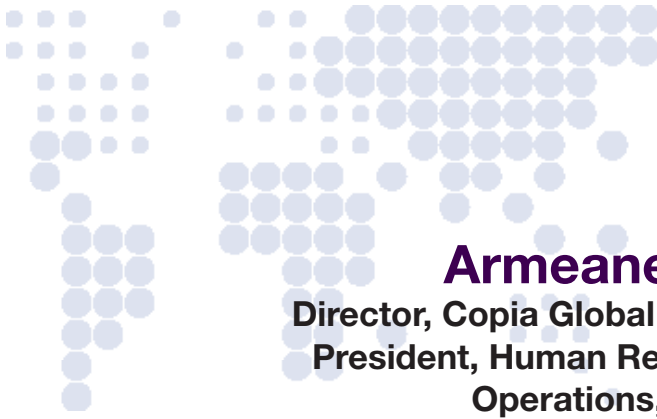 Armeane
Director, Copia Global
President, Human Re
Operations,